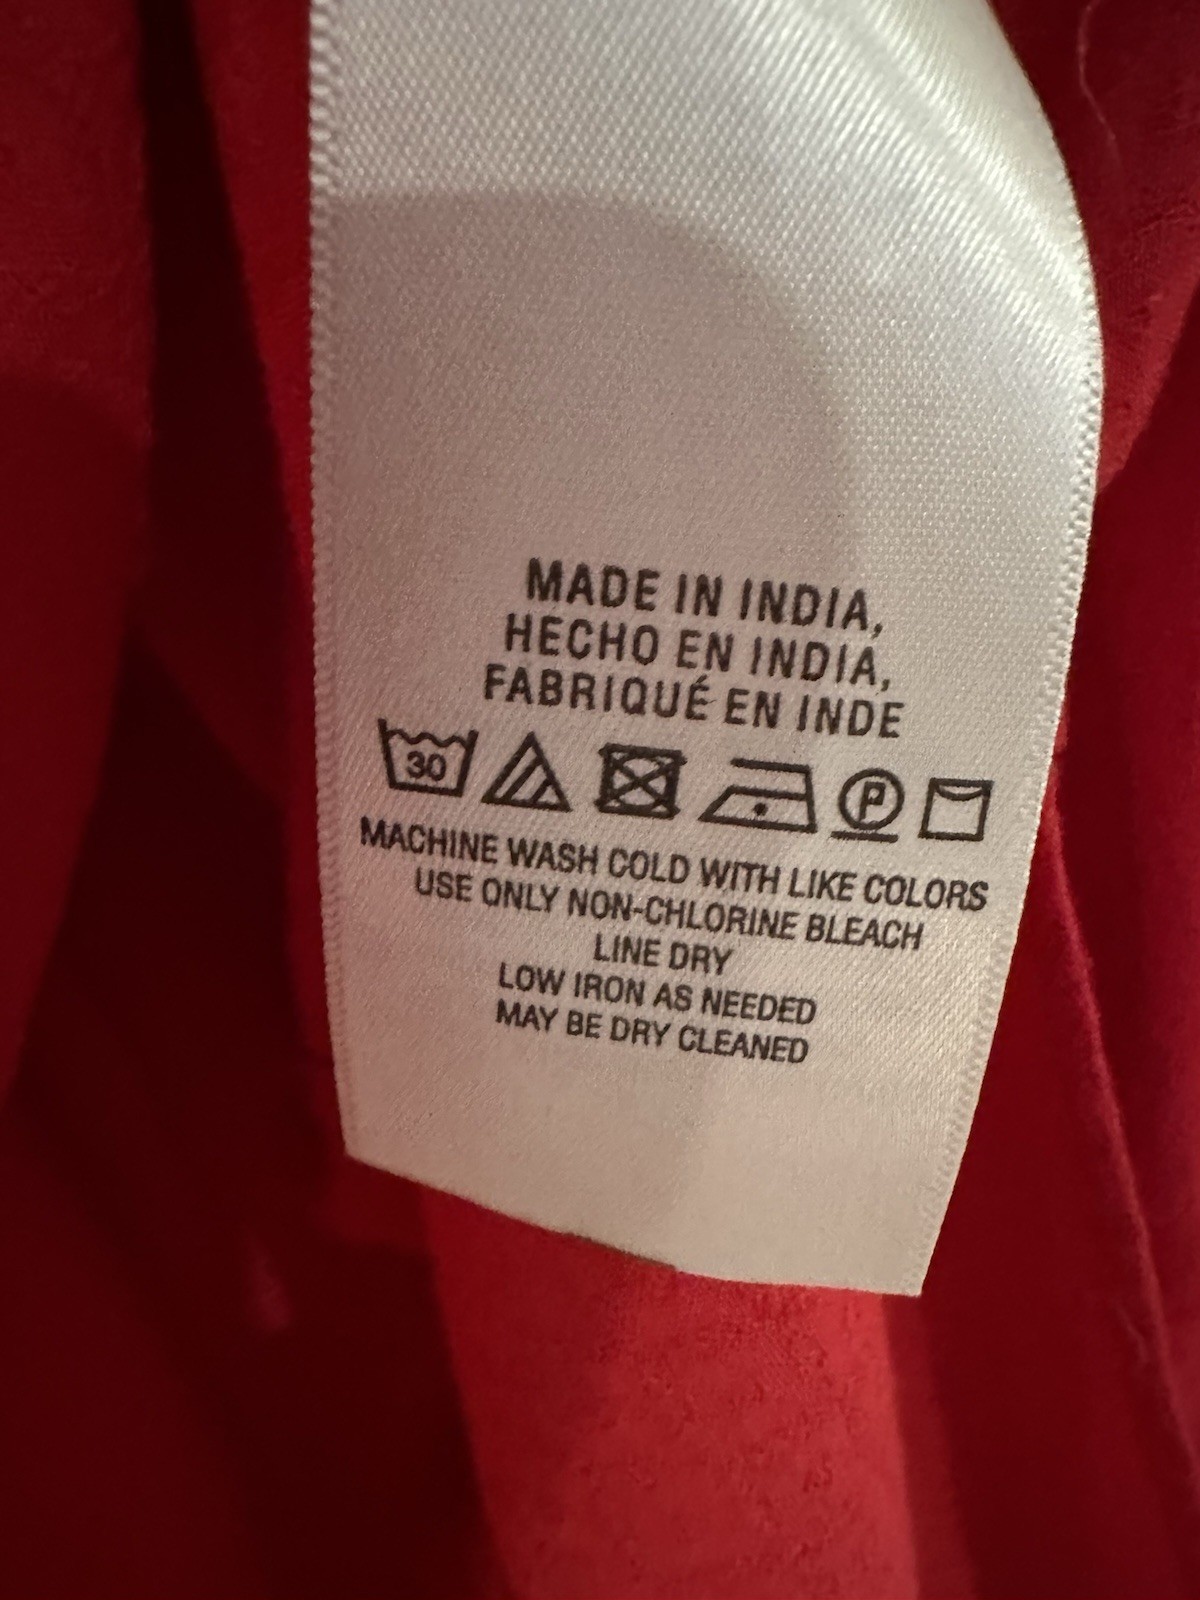 MADE IN INDIA,
HECHO EN INDIA,
FABRIQUÉ EN INDE
30 P
MACHINE WASH COLD WITH LIKE COLORS
USE ONLY NON-CHLORINE BLEACH
LINE DRY
LOW IRON AS NEEDED
MAY BE DRY CLEANED